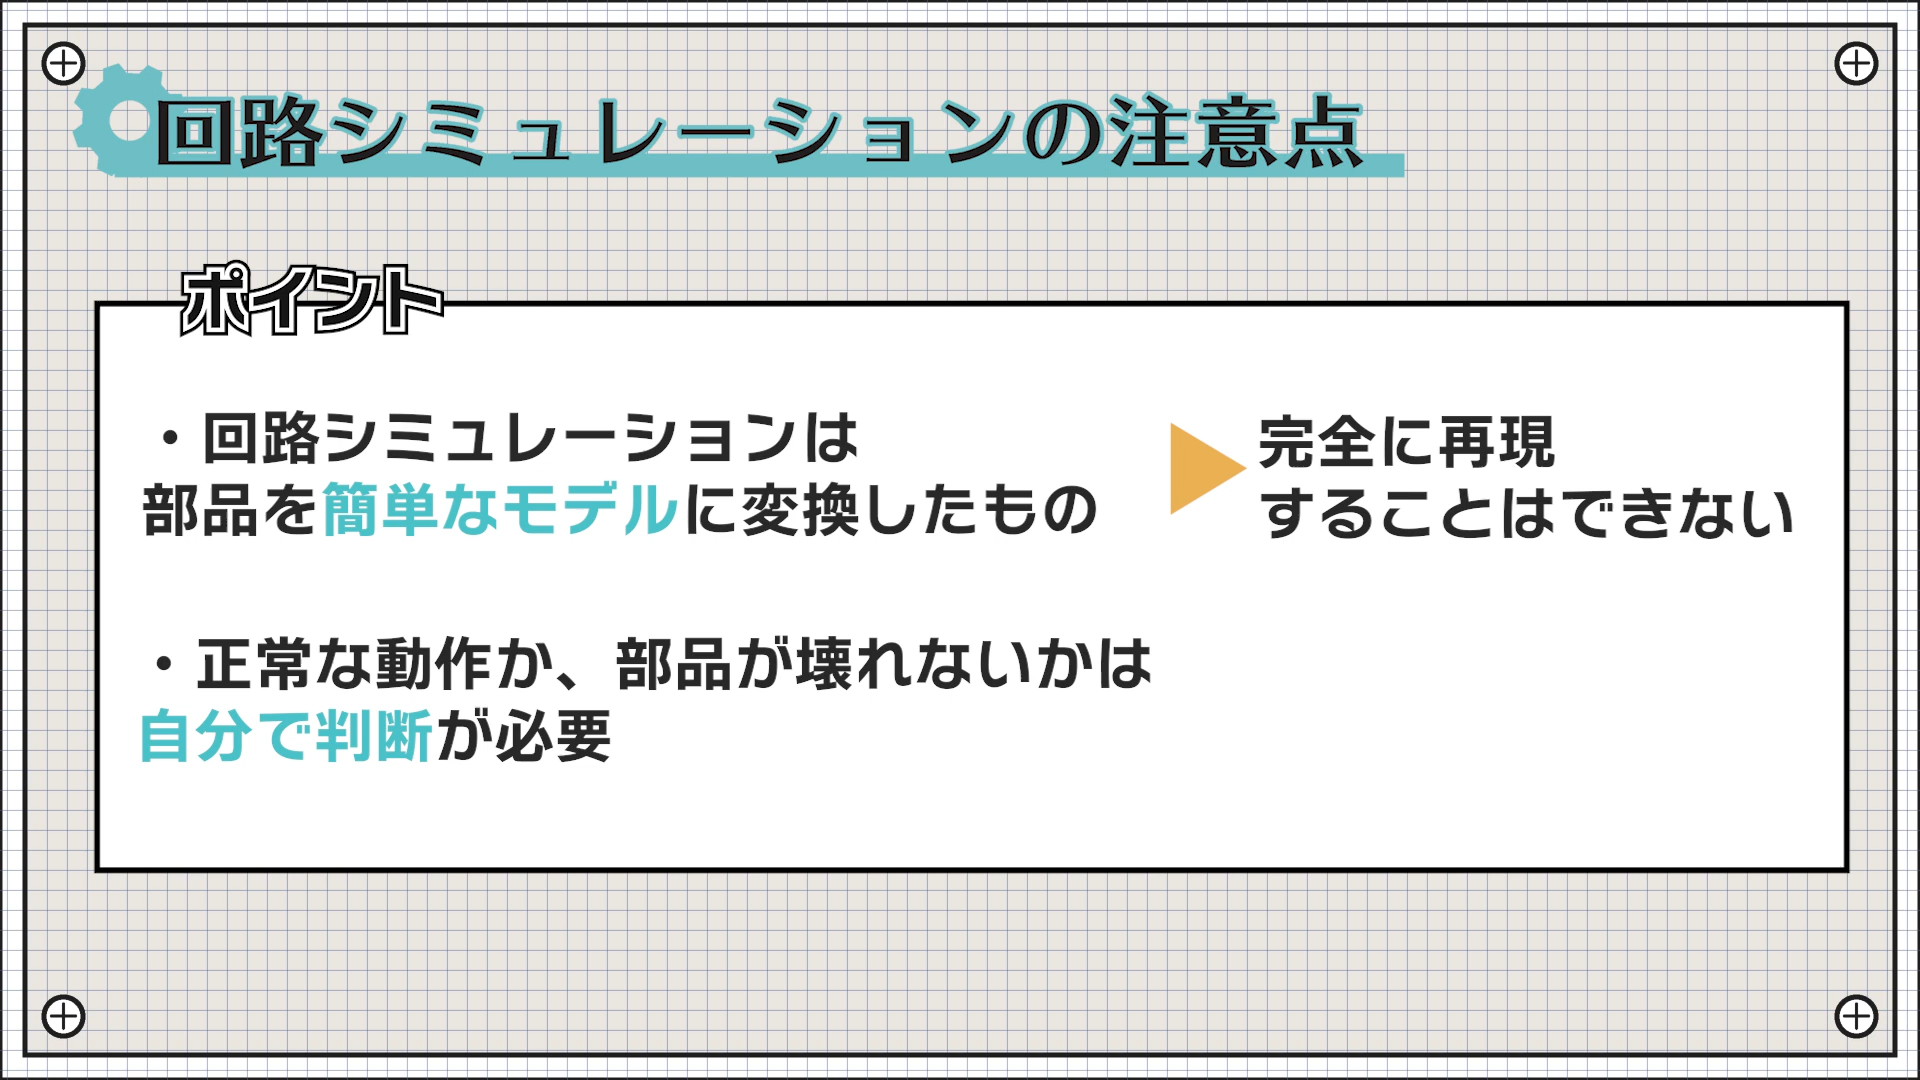 回路シミュレーションの注意点
ポイント
・回路シミュレーションは
部品を簡単なモデルに変換したもの
完全に再現
することはできない
・正常な動作か、部品が壊れないかは
自分で判断が必要